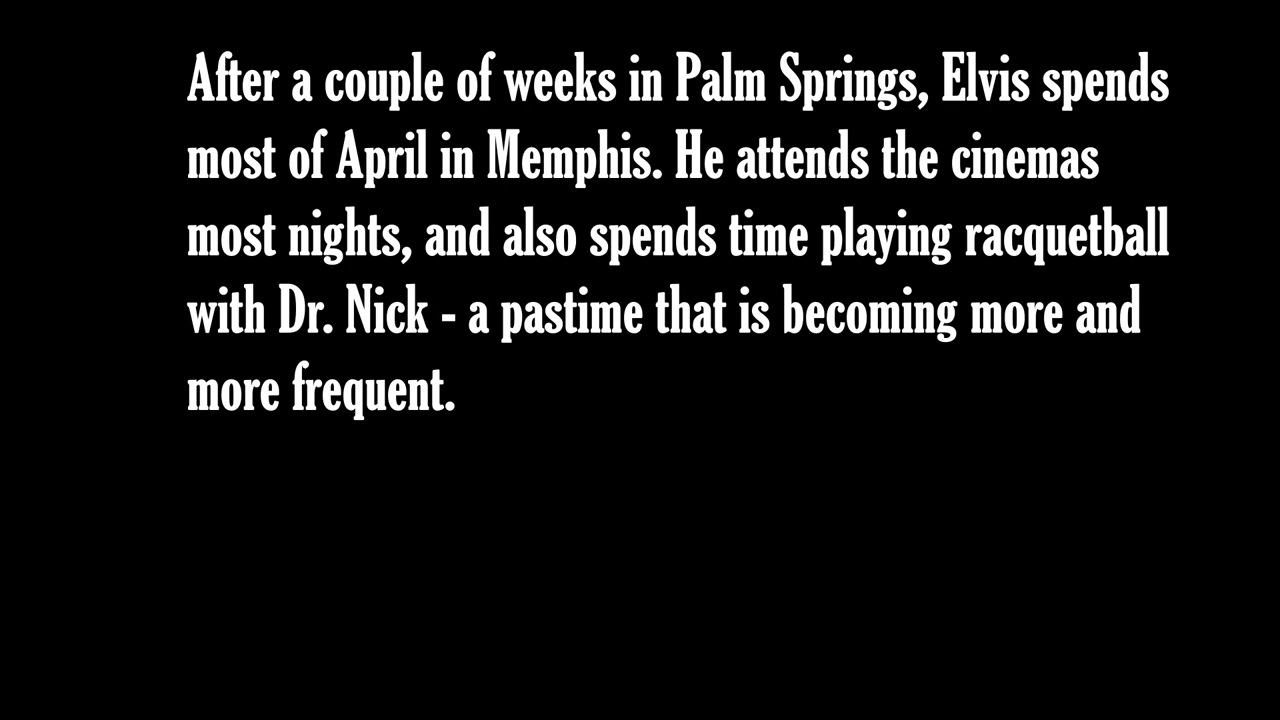 After a couple of weeks in Palm Springs, Elvis spends
most of April in Memphis. He attends the cinemas
most nights, and also spends time playing racquetball
with Dr. Nick - a pastime that is becoming more and
more frequent.